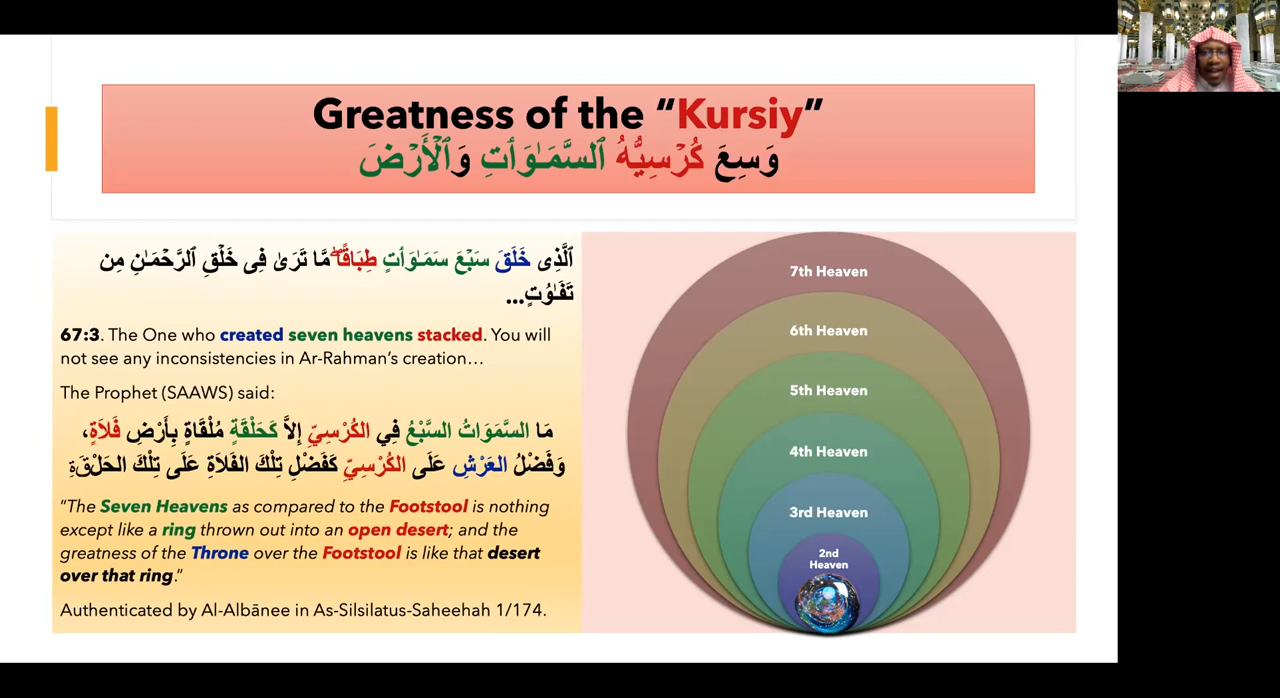 Greatness of the “Kursiy”
وَسِعَ كُرْسِيُّهُ ٱلسَّمَـٰوَٲتِ وَٱلْأَرْضَ
ٱلَّذِى خَلَقَ سَبْعَ سَمَـٰوَٲتٍ طِبَاقًاۖ مَّا تَرَىٰ فِى خَلْقِ ٱلرَّحْمَـٰنِ مِن
تَفَـٰوُتٍ...
67:3. The One who created seven heavens stacked. You will
not see any inconsistencies in Ar-Rahman’s creation…
The Prophet (SAAWS) said:
مَا السَّمَوَاتُ السَّبْعُ فِي الكُرْسِيِّ إِلاَّ كَحَلْقَةٍ مُلْقَاةٍ بِأَرْضِ فَلاَةٍ،
وَفَضْلُ العَرْشِ عَلَى الكُرْسِيِّ كَفَضْلِ تِلْكَ الفَلاَةِ عَلَى تِلْكَ الحَلْقَةِ
“The Seven Heavens as compared to the Footstool is nothing
except like a ring thrown out into an open desert; and the
greatness of the Throne over the Footstool is like that desert
over that ring.”
Authenticated by Al-Albānee in As-Silsilatus-Saheehah 1/174.
7th Heaven
6th Heaven
5th Heaven
4th Heaven
3rd Heaven
2nd
Heaven